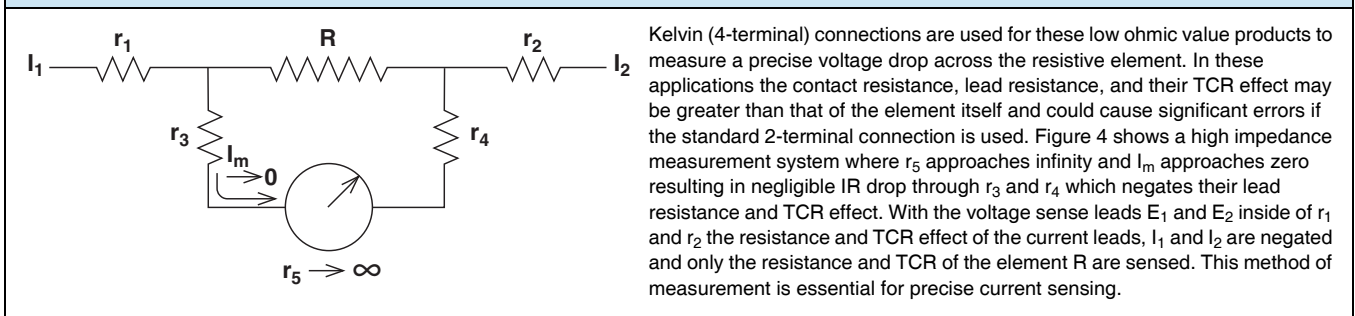 r1
R
r2
I1
I2
r3
r4
Im
0
r5 → ∞
Kelvin (4-terminal) connections are used for these low ohmic value products to
measure a precise voltage drop across the resistive element. In these
applications the contact resistance, lead resistance, and their TCR effect may
be greater than that of the element itself and could cause significant errors if
the standard 2-terminal connection is used. Figure 4 shows a high impedance
measurement system where r5 approaches infinity and Im approaches zero
resulting in negligible IR drop through r3 and r4 which negates their lead
resistance and TCR effect. With the voltage sense leads E1 and E2 inside of r1
and r2 the resistance and TCR effect of the current leads, I1 and I2 are negated
and only the resistance and TCR of the element R are sensed. This method of
measurement is essential for precise current sensing.